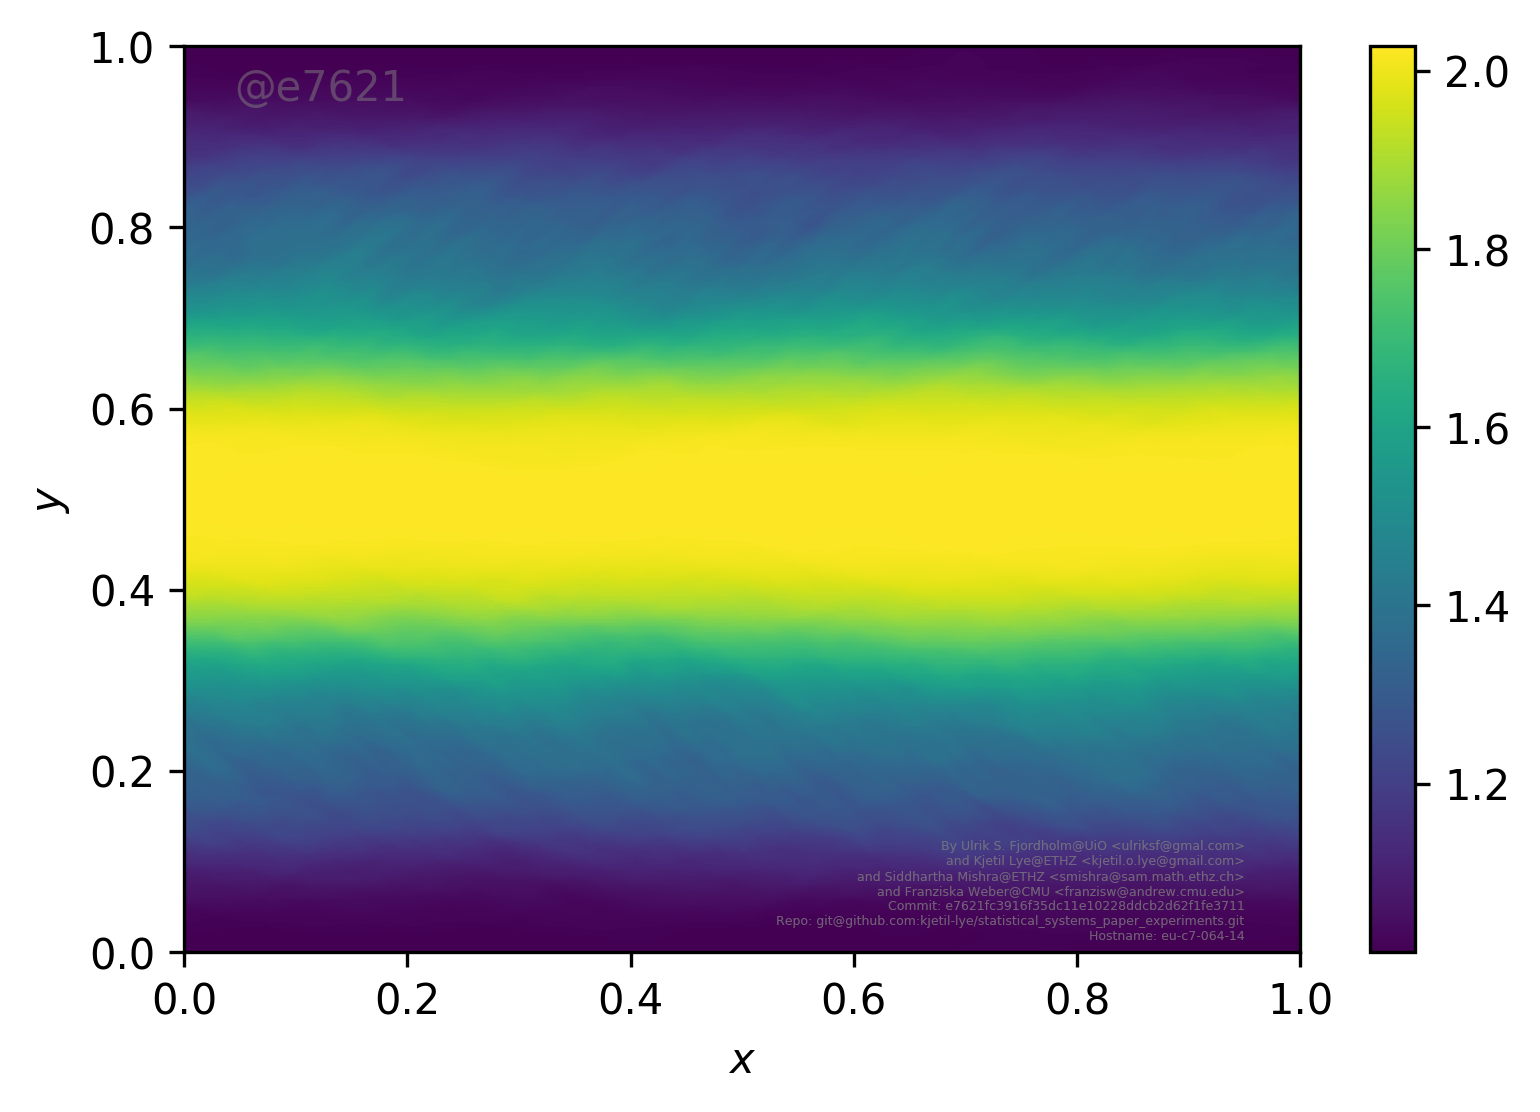 1.0
0.8
0.6
0.4
0.2
0.0
y
0.0 0.2 0.4 0.6 0.8 1.0
x
2.0
1.8
1.6
1.4
1.2
@e7621
By Ulrik S. Fjordholm@UiO <ulriksf@gmal.com>
and Kjetil Lye@ETHZ <kjetil.o.lye@gmail.com>
and Siddhartha Mishra@ETHZ <smishra@sam.math.ethz.ch>
and Franziska Weber@CMU <franzisw@andrew.cmu.edu>
Commit: e7621fc3916f35dc11e10228ddcb2d62f1fe3711
Repo: git@github.com:kjetil-lye/statistical_systems_paper_experiments.git
Hostname: eu-c7-064-14